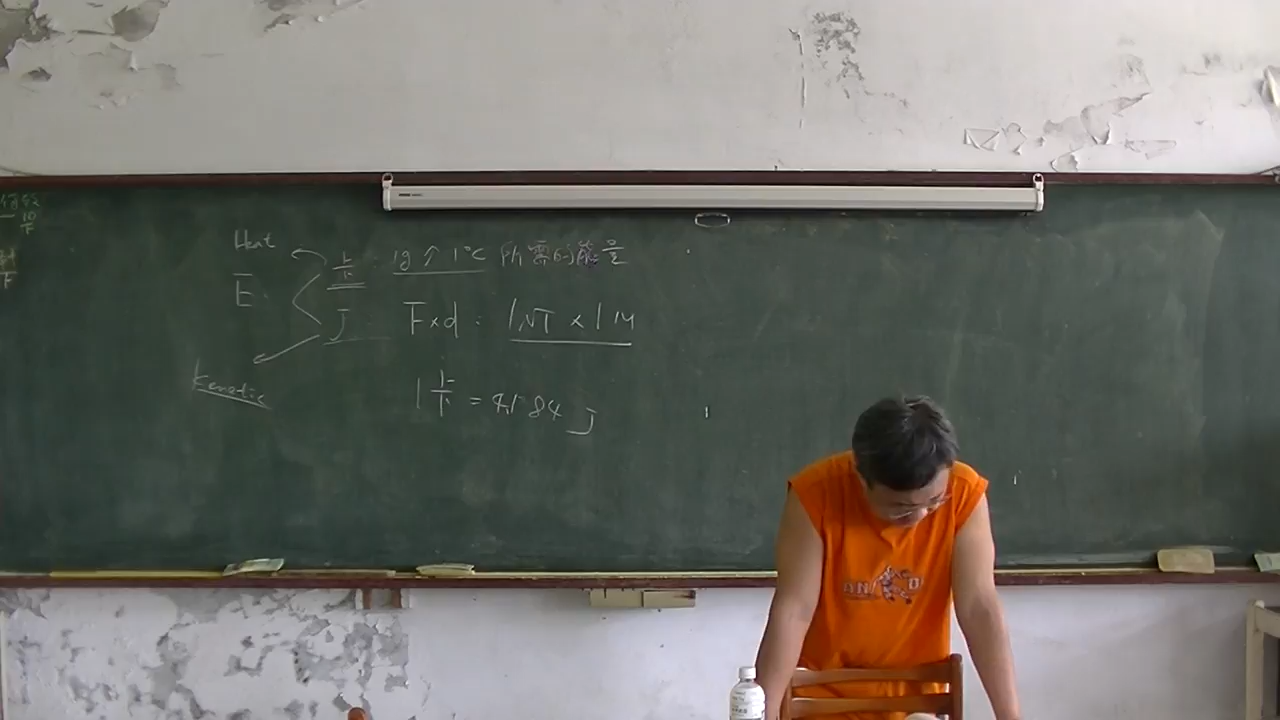 Heat
卡 1g ↑ 1°C 所需的能量
E
J F×d = 1NT × 1M
Kenetic
1卡 = 4.184 J